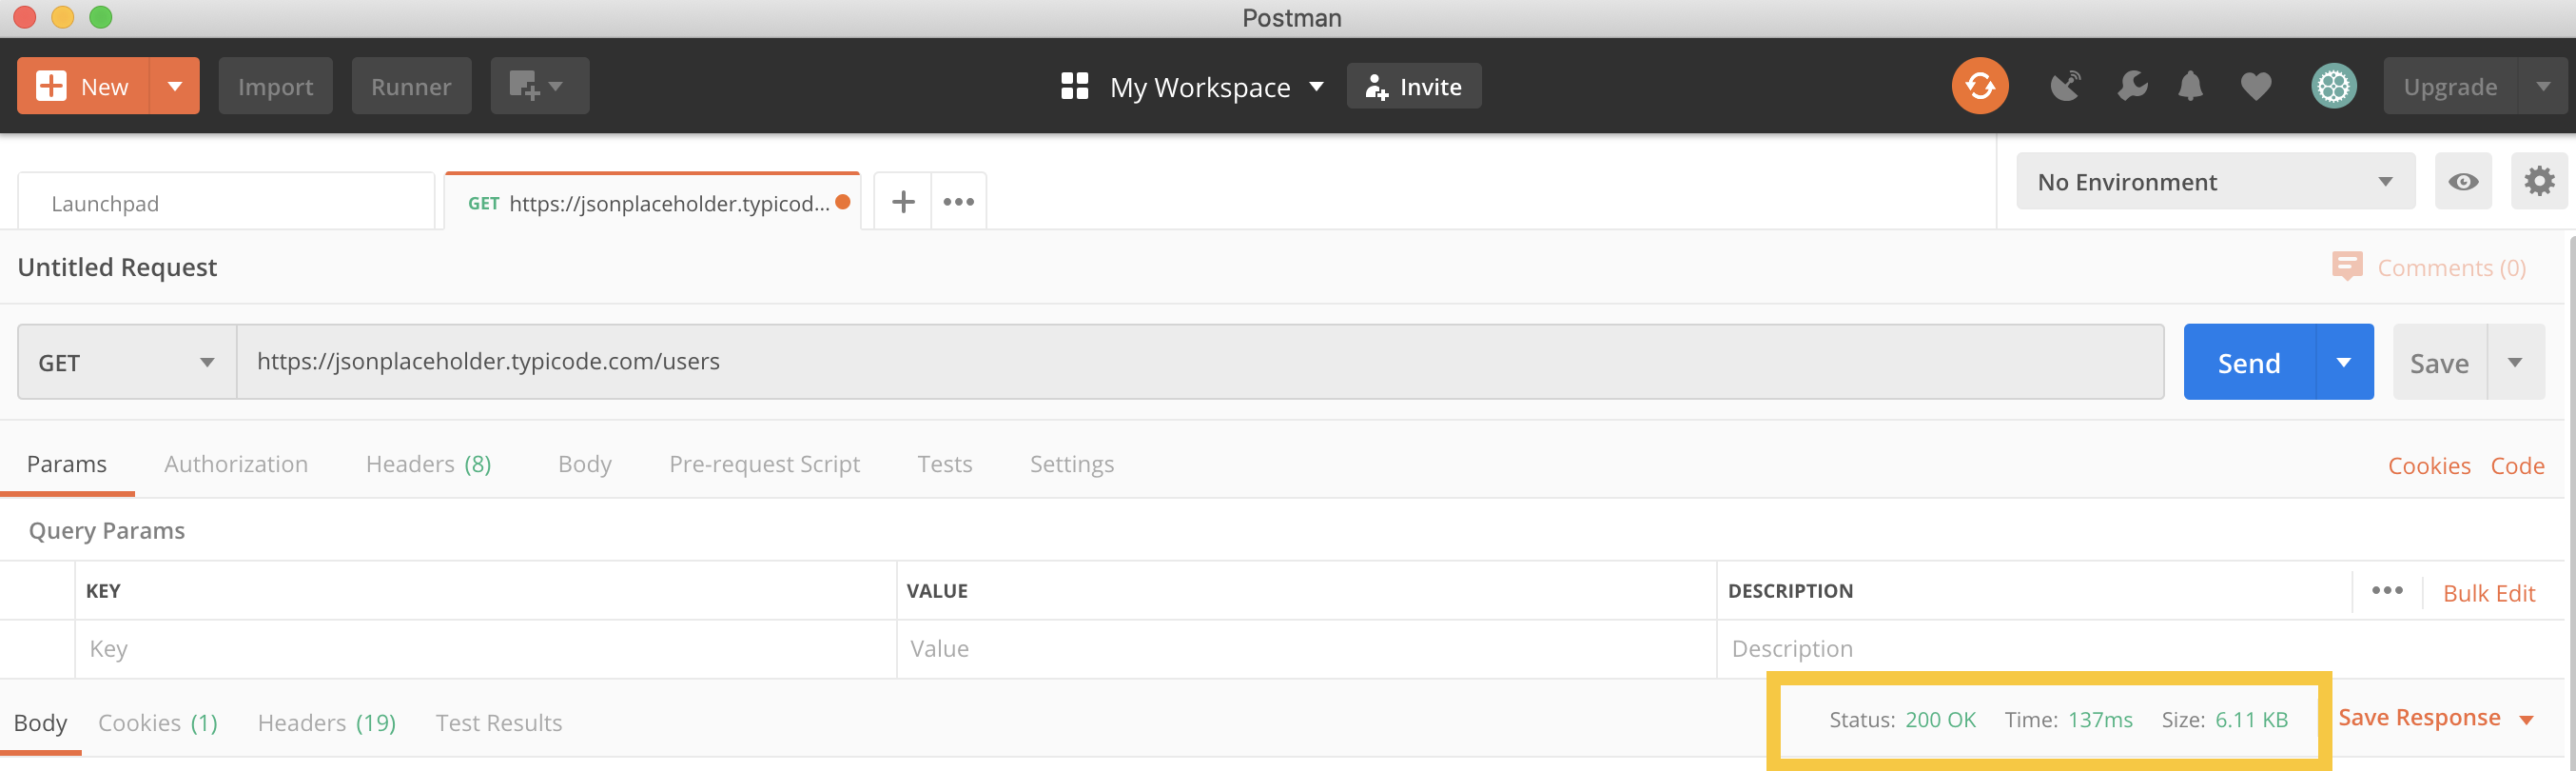 Postman
New Import Runner My Workspace Invite Upgrade
Launchpad GET https://jsonplaceholder.typicod... No Environment
Untitled Request Comments (0)
GET https://jsonplaceholder.typicode.com/users Send Save
Params Authorization Headers (8) Body Pre-request Script Tests Settings Cookies Code
Query Params
KEY VALUE DESCRIPTION Bulk Edit
Key Value Description
Body Cookies (1) Headers (19) Test Results Status: 200 OK Time: 137ms Size: 6.11 KB Save Response